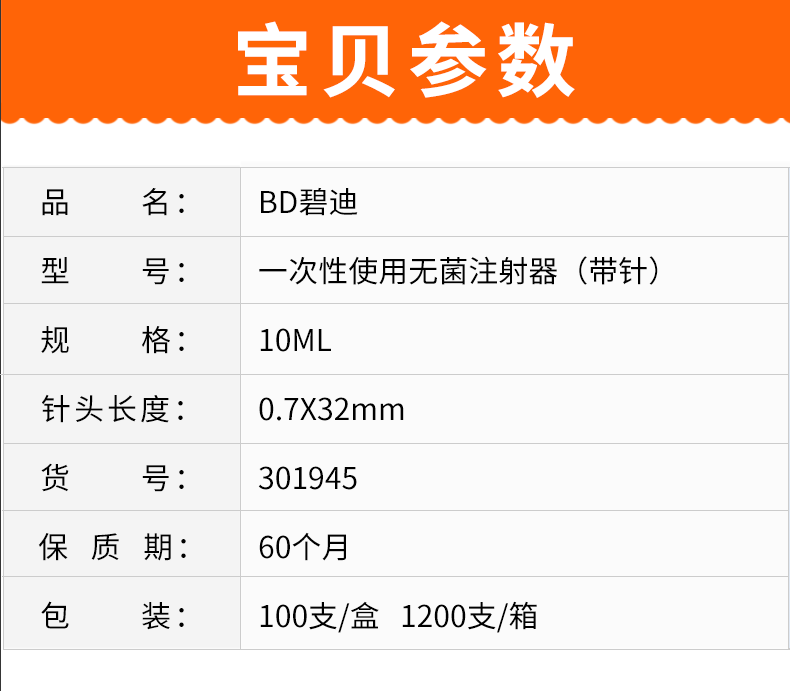 宝贝参数
品 名： BD碧迪
型 号： 一次性使用无菌注射器（带针）
规 格： 10ML
针头长度： 0.7X32mm
货 号： 301945
保 质 期： 60个月
包 装： 100支/盒 1200支/箱